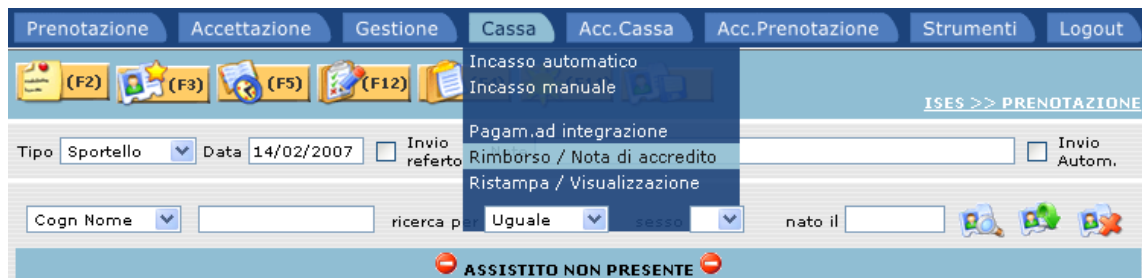 Prenotazione Accettazione Gestione Cassa Acc.Cassa Acc.Prenotazione Strumenti Logout
Incasso automatico
Incasso manuale
Pagam.ad integrazione
Rimborso / Nota di accredito
Ristampa / Visualizzazione
(F2) (F3) (F5) (F12)
ISES >> PRENOTAZIONE
Tipo Sportello Data 14/02/2007 Invio referto Invio Autom.
Cogn Nome ricerca per Uguale sesso nato il
ASSISTITO NON PRESENTE